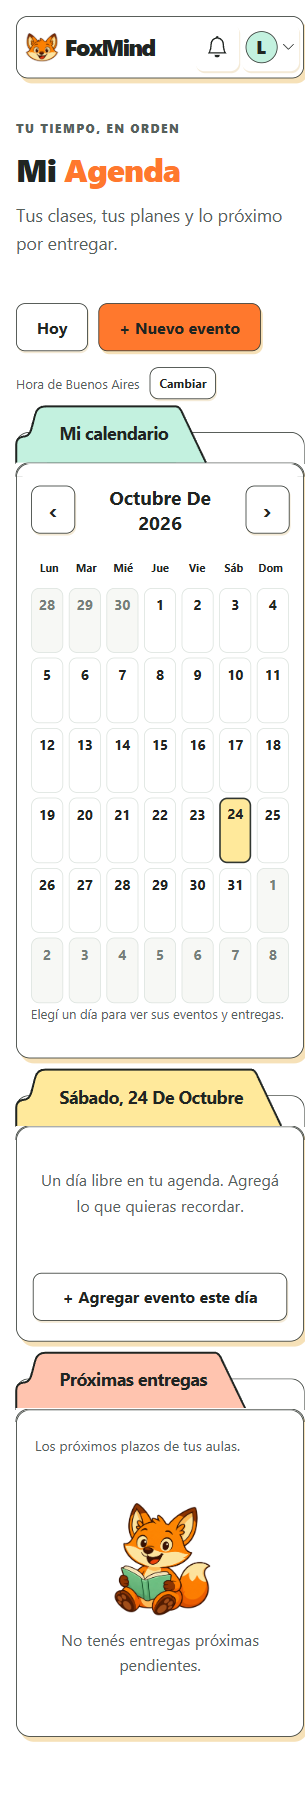 FoxMind
L
TU TIEMPO, EN ORDEN
Mi Agenda
Tus clases, tus planes y lo próximo
por entregar.
Hoy
+ Nuevo evento
Hora de Buenos Aires
Cambiar
Mi calendario
‹
Octubre De
2026
›
Lun Mar Mié Jue Vie Sáb Dom
28 29 30 1 2 3 4
5 6 7 8 9 10 11
12 13 14 15 16 17 18
19 20 21 22 23 24 25
26 27 28 29 30 31 1
2 3 4 5 6 7 8
Elegí un día para ver sus eventos y entregas.
Sábado, 24 De Octubre
Un día libre en tu agenda. Agregá
lo que quieras recordar.
+ Agregar evento este día
Próximas entregas
Los próximos plazos de tus aulas.
No tenés entregas próximas
pendientes.